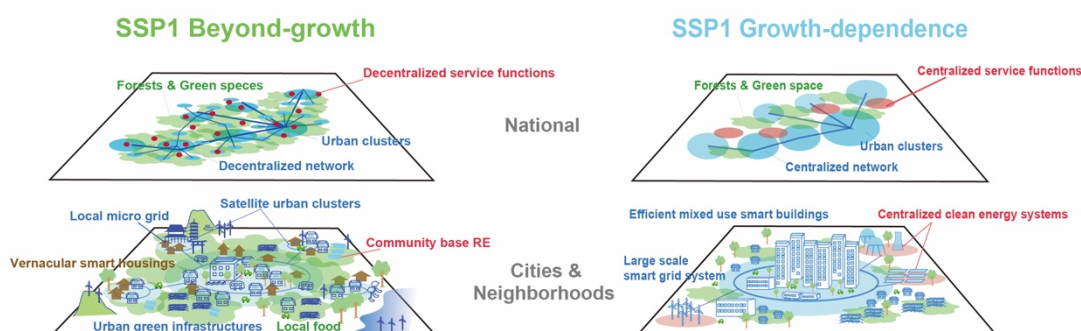 SSP1 Beyond-growth
SSP1 Growth-dependence
Decentralized service functions
Forests & Green speces
Urban clusters
Decentralized network
National
Centralized service functions
Forests & Green space
Urban clusters
Centralized network
Satellite urban clusters
Local micro grid
Community base RE
Vernacular smart housings
Urban green infrastructures
Local food
Cities &
Neighborhoods
Efficient mixed use smart buildings
Centralized clean energy systems
Large scale
smart grid system